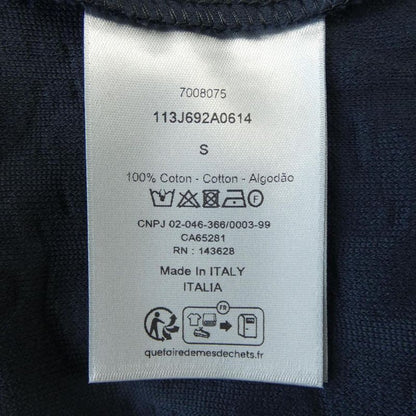 7008075
113J692A0614
S
100% Coton - Cotton - Algodão
F
CNPJ 02-046-366/0003-99
CA65281
RN : 143628
Made In ITALY
ITALIA
FR
quefairedemesdechets.fr